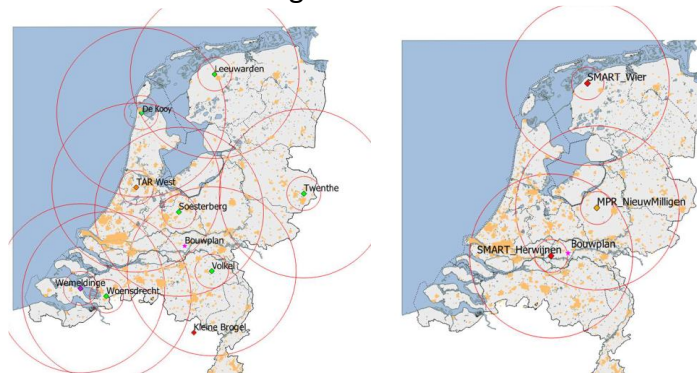 Leeuwarden
De Kooy
TAR West
Twenthe
Soesterberg
Bouwplan
Volkel
Wemeldinge
Woensdrecht
Kleine Brogel
SMART_Wier
MPR_NieuwMilligen
SMART_Herwijnen
Bouwplan